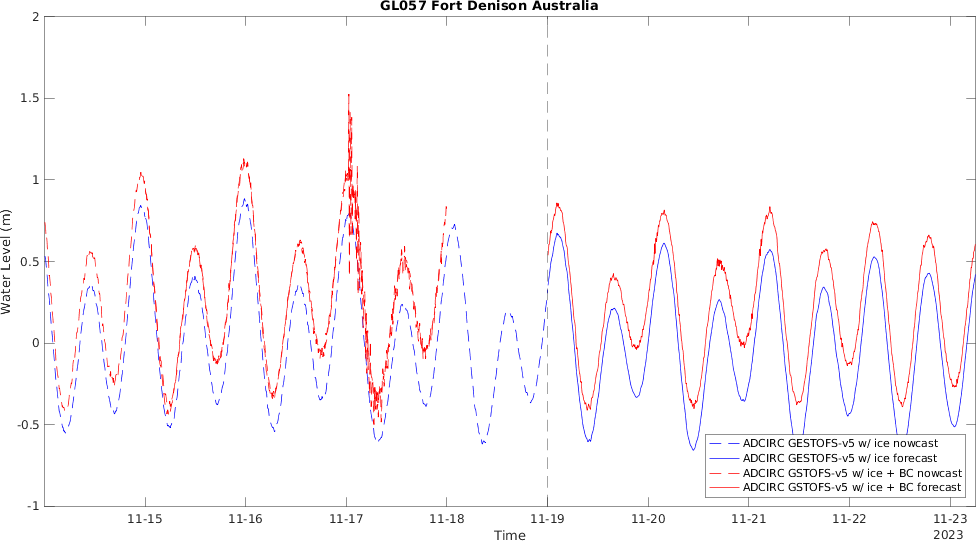 GL057 Fort Denison Australia
2
1.5
1
0.5
0
-0.5
-1
Water Level (m)
ADCIRC GESTOFS-v5 w/ ice nowcast
ADCIRC GESTOFS-v5 w/ ice forecast
ADCIRC GSTOFS-v5 w/ ice + BC nowcast
ADCIRC GSTOFS-v5 w/ ice + BC forecast
11-15 11-16 11-17 11-18 11-19 11-20 11-21 11-22 11-23
Time
2023